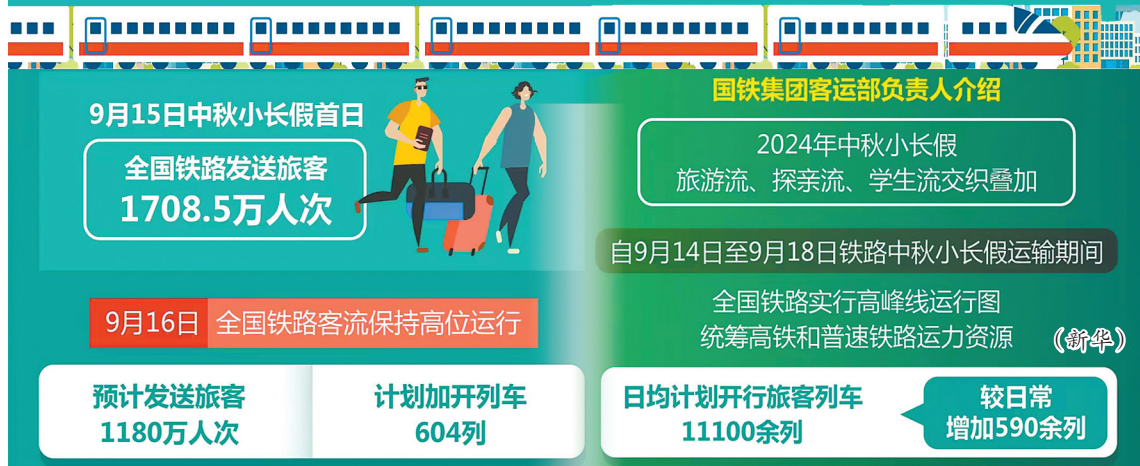 9月15日中秋小长假首日
全国铁路发送旅客
1708.5万人次
9月16日 全国铁路客流保持高位运行
预计发送旅客
1180万人次
计划加开列车
604列
国铁集团客运部负责人介绍
2024年中秋小长假
旅游流、探亲流、学生流交织叠加
自9月14日至9月18日铁路中秋小长假运输期间
全国铁路实行高峰线运行图
统筹高铁和普速铁路运力资源
（新华）
日均计划开行旅客列车
11100余列
较日常
增加590余列